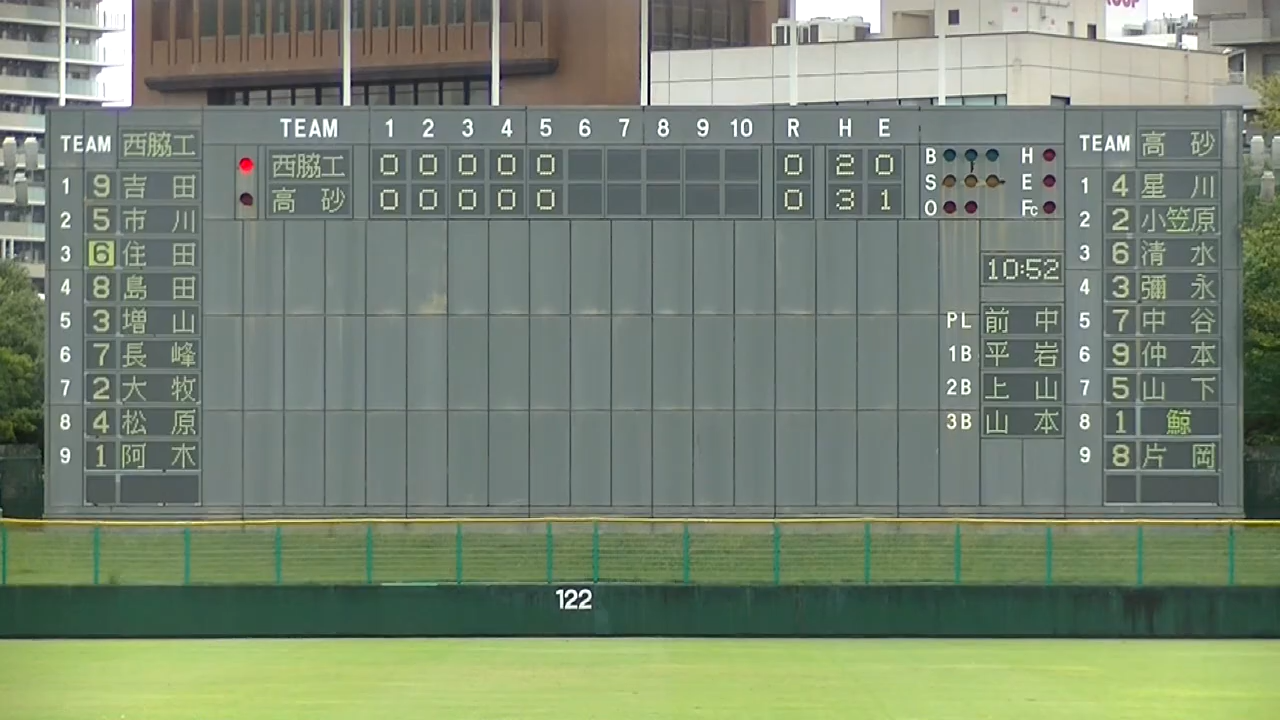 TEAM 西脇工
1 9 吉田
2 5 市川
3 6 住田
4 8 島田
5 3 増山
6 7 長峰
7 2 大牧
8 4 松原
9 1 阿木
TEAM 1 2 3 4 5 6 7 8 9 10 R H E
西脇工 0 0 0 0 0 0 2 0
高砂 0 0 0 0 0 0 3 1
B H
S E
O Fc
10:52
PL 前中
1B 平岩
2B 上山
3B 山本
TEAM 高砂
1 4 星川
2 2 小笠原
3 6 清水
4 3 彌永
5 7 中谷
6 9 仲本
7 5 山下
8 1 鯨
9 8 片岡
122